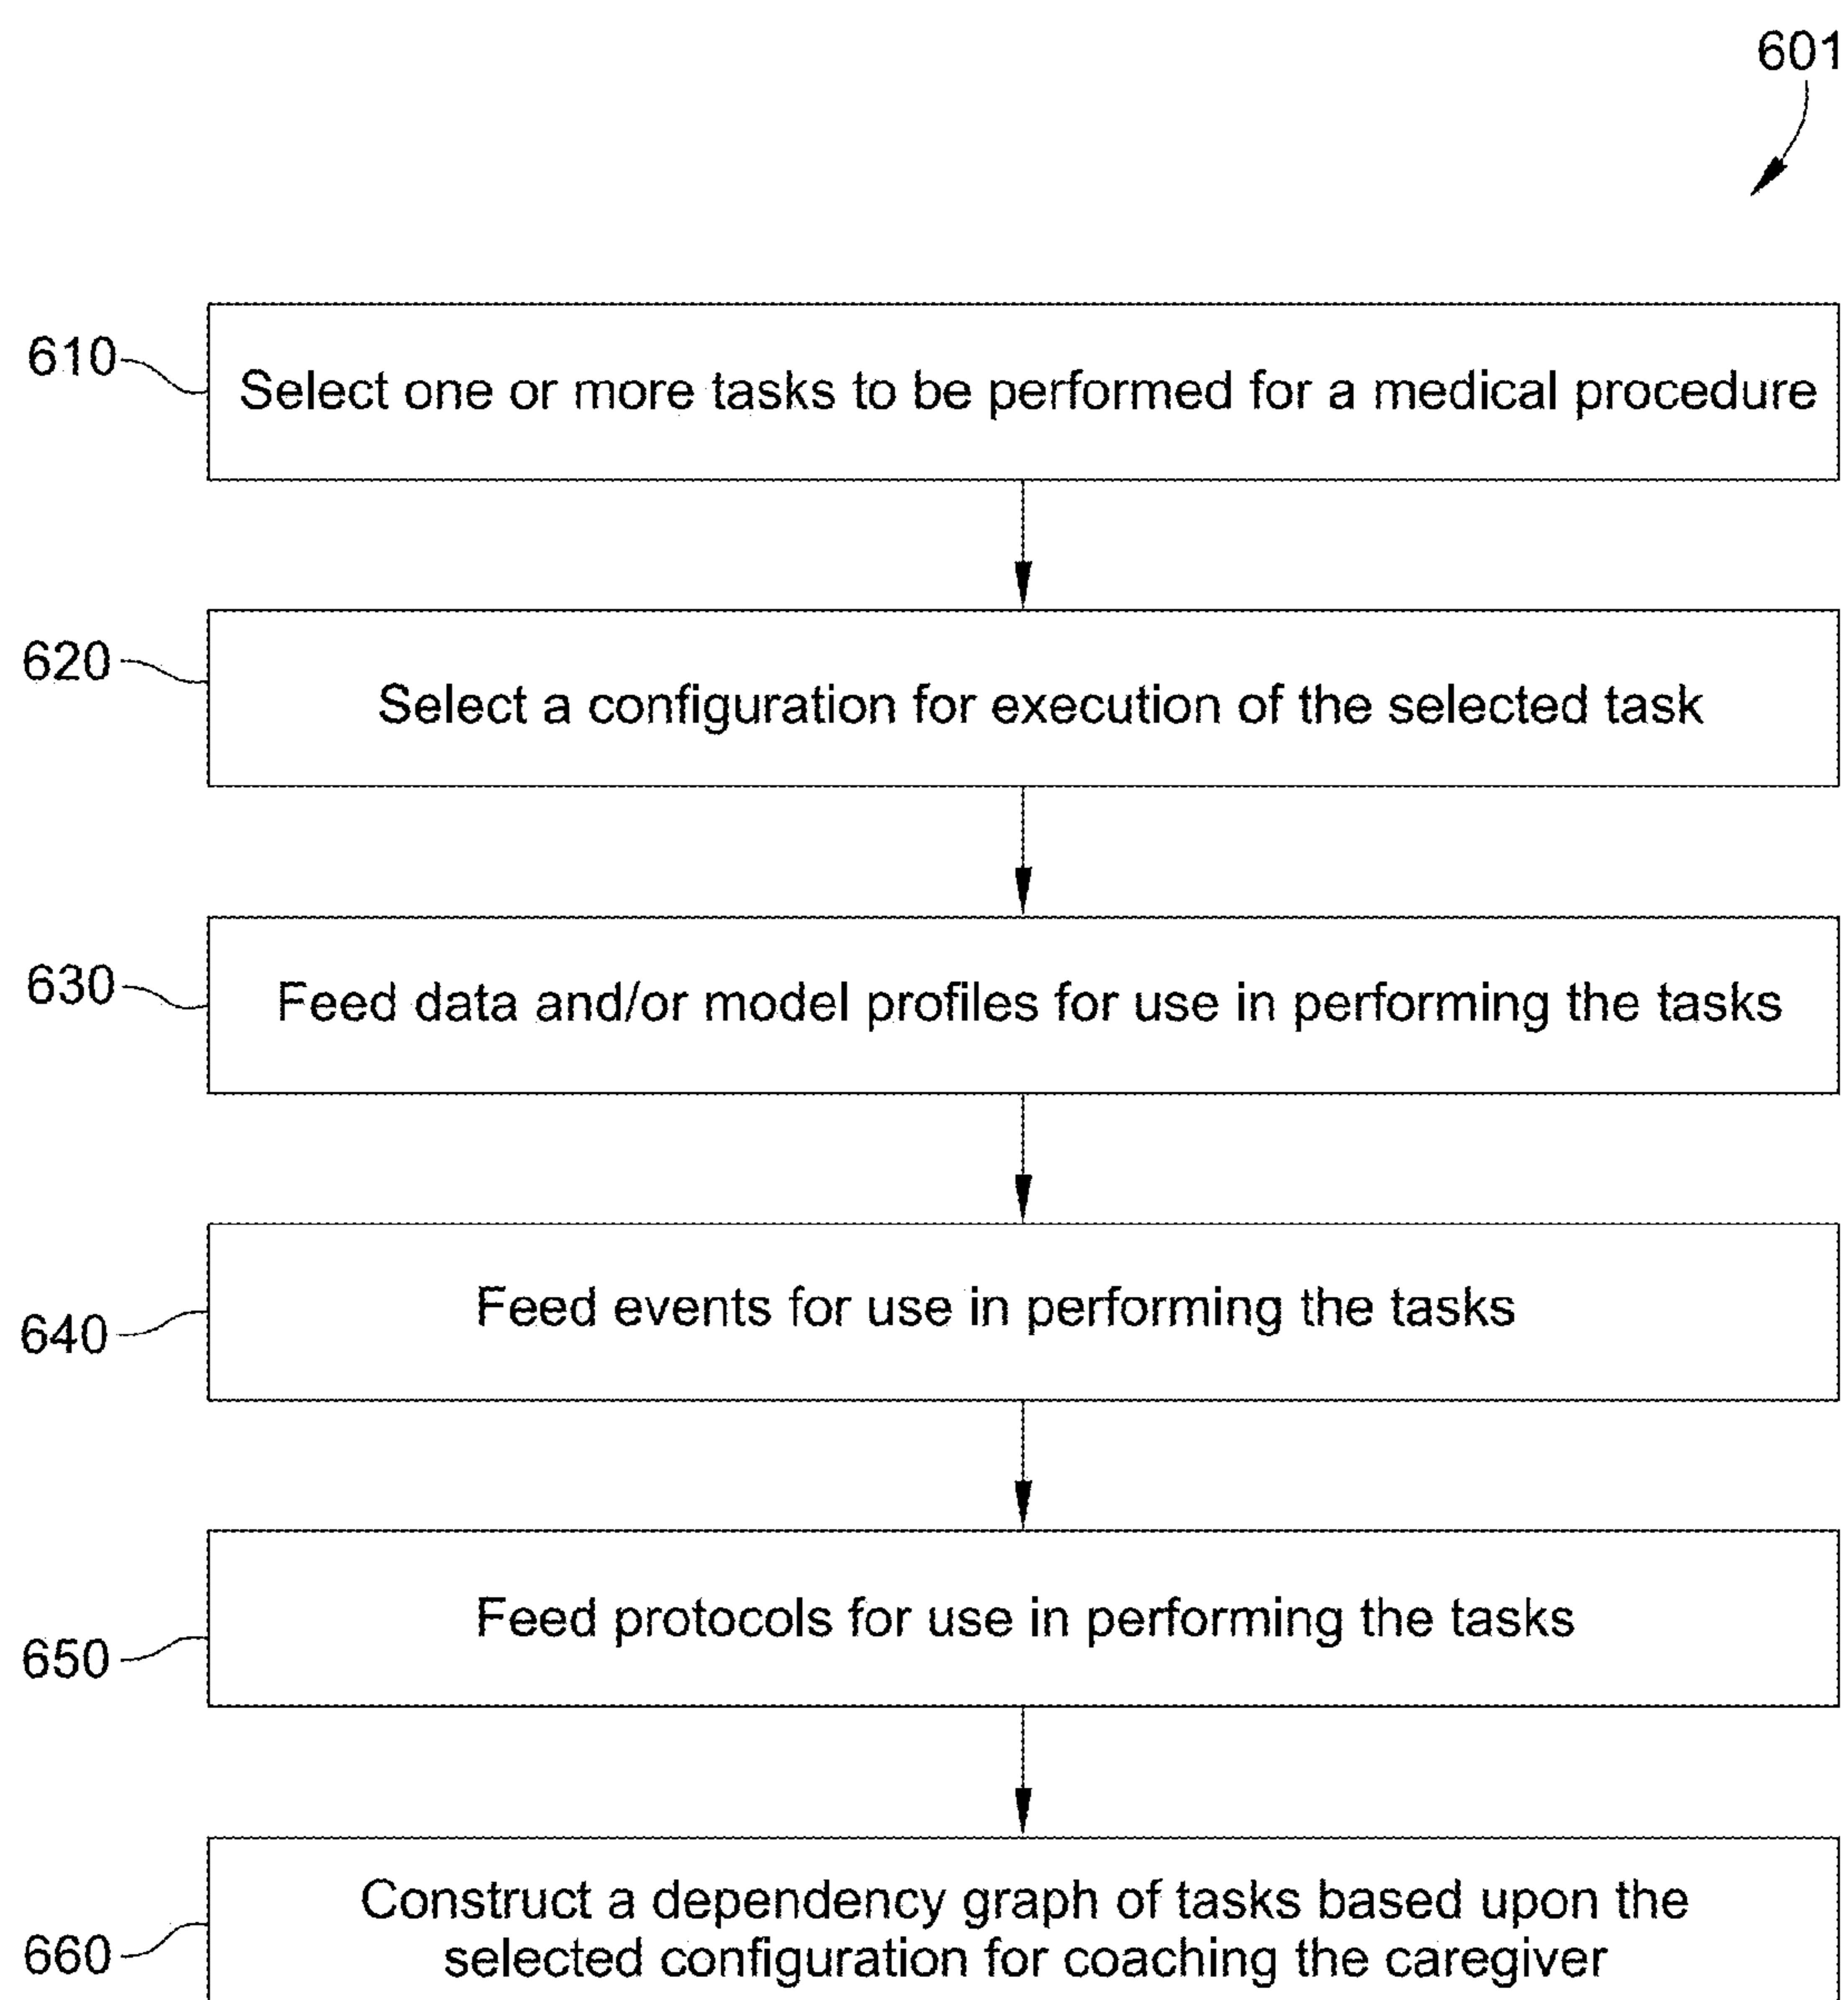 601
610
Select one or more tasks to be performed for a medical procedure
620
Select a configuration for execution of the selected task
630
Feed data and/or model profiles for use in performing the tasks
640
Feed events for use in performing the tasks
650
Feed protocols for use in performing the tasks
660
Construct a dependency graph of tasks based upon the
selected configuration for coaching the caregiver